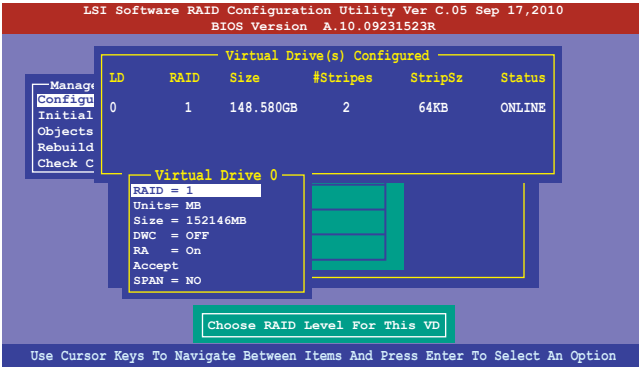 LSI Software RAID Configuration Utility Ver C.05 Sep 17,2010
BIOS Version A.10.09231523R
Virtual Drive(s) Configured
LD RAID Size #Stripes StripSz Status
0 1 148.580GB 2 64KB ONLINE
Manage
Configu
Initial
Objects
Rebuild
Check C
Virtual Drive 0
RAID = 1
Units= MB
Size = 152146MB
DWC = OFF
RA = On
Accept
SPAN = NO
Choose RAID Level For This VD
Use Cursor Keys To Navigate Between Items And Press Enter To Select An Option